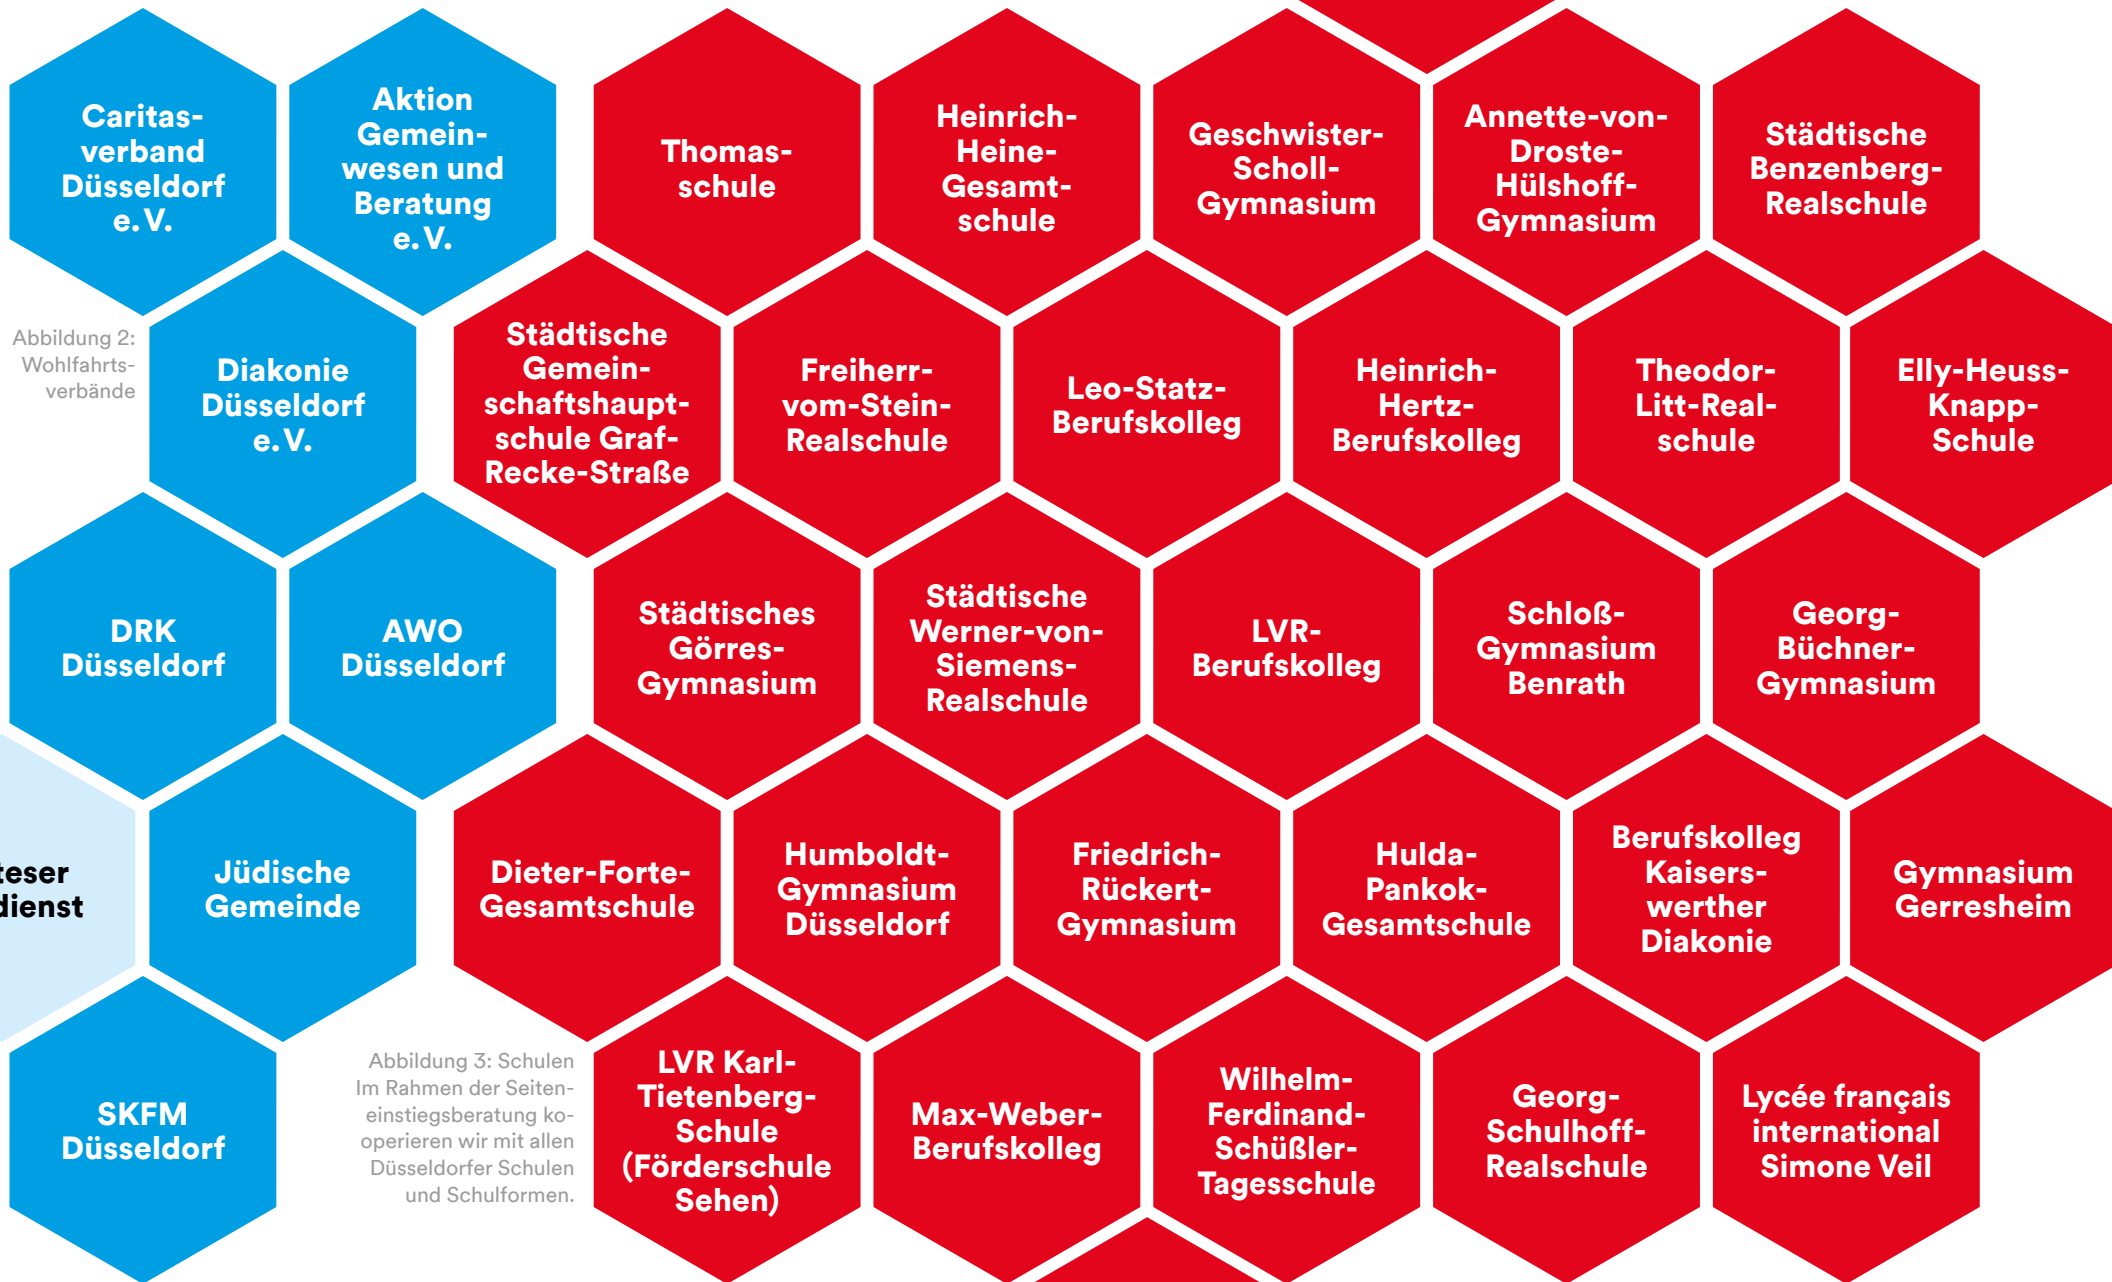 Caritas-
verband
Düsseldorf
e. V.
Aktion
Gemein-
wesen und
Beratung
e. V.
Thomas-
schule
Heinrich-
Heine-
Gesamt-
schule
Geschwister-
Scholl-
Gymnasium
Annette-von-
Droste-
Hülshoff-
Gymnasium
Städtische
Benzenberg-
Realschule
Abbildung 2:
Wohlfahrts-
verbände
Diakonie
Düsseldorf
e. V.
Städtische
Gemein-
schaftshaupt-
schule Graf-
Recke-Straße
Freiherr-
vom-Stein-
Realschule
Leo-Statz-
Berufskolleg
Heinrich-
Hertz-
Berufskolleg
Theodor-
Litt-Real-
schule
Elly-Heuss-
Knapp-
Schule
DRK
Düsseldorf
AWO
Düsseldorf
Städtisches
Görres-
Gymnasium
Städtische
Werner-von-
Siemens-
Realschule
LVR-
Berufskolleg
Schloß-
Gymnasium
Benrath
Georg-
Büchner-
Gymnasium
teser
dienst
Jüdische
Gemeinde
Dieter-Forte-
Gesamtschule
Humboldt-
Gymnasium
Düsseldorf
Friedrich-
Rückert-
Gymnasium
Hulda-
Pankok-
Gesamtschule
Berufskolleg
Kaisers-
werther
Diakonie
Gymnasium
Gerresheim
SKFM
Düsseldorf
Abbildung 3: Schulen
Im Rahmen der Seiten-
einstiegsberatung ko-
operieren wir mit allen
Düsseldorfer Schulen
und Schulformen.
LVR Karl-
Tietenberg-
Schule
(Förderschule
Sehen)
Max-Weber-
Berufskolleg
Wilhelm-
Ferdinand-
Schüßler-
Tagesschule
Georg-
Schulhoff-
Realschule
Lycée français
international
Simone Veil